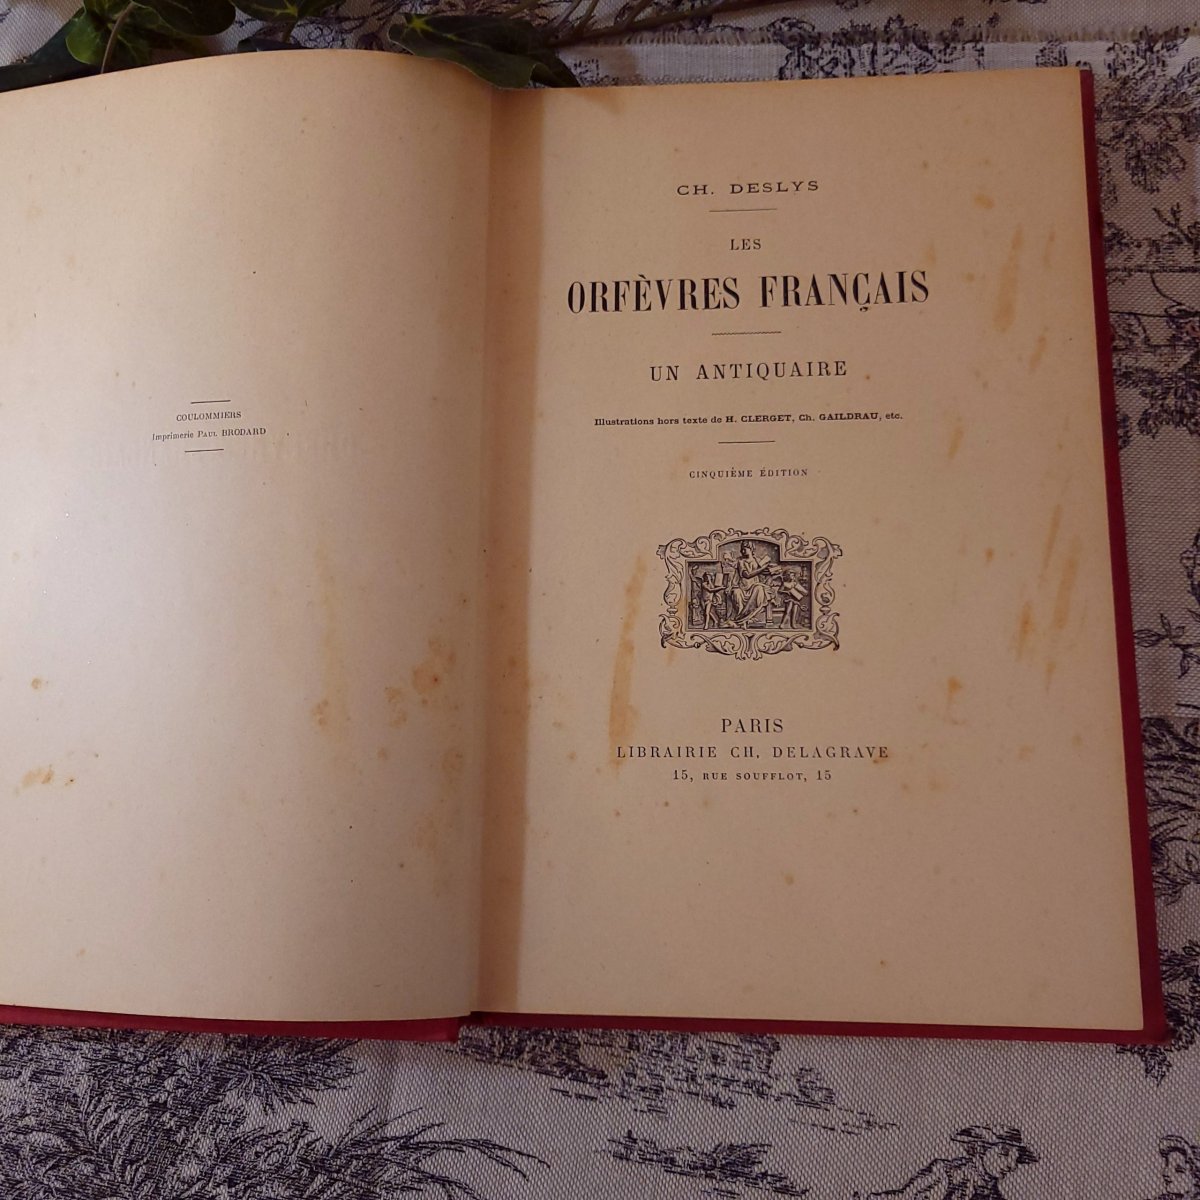 COULOMMIERS
Imprimerie PAUL BRODARD
CH. DESLYS
LES
ORFÈVRES FRANÇAIS
UN ANTIQUAIRE
Illustrations hors texte de H. CLERGET, Ch. GAILDRAU, etc.
CINQUIÈME ÉDITION
PARIS
LIBRAIRIE CH. DELAGRAVE
15, RUE SOUFFLOT, 15